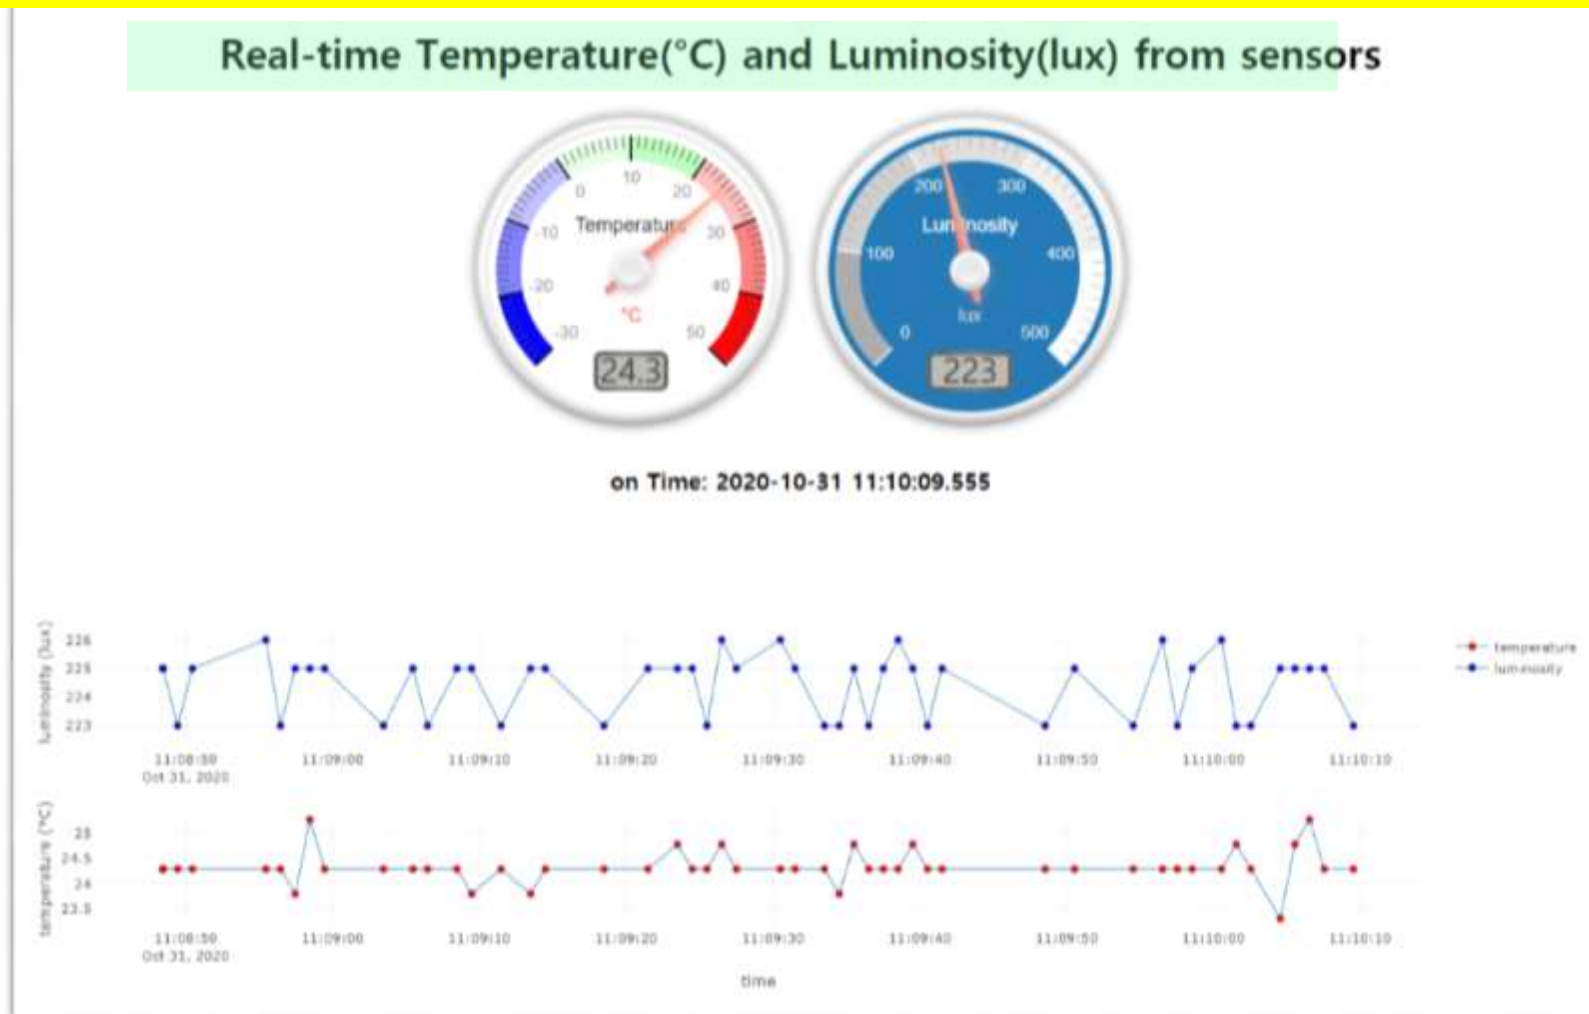 Real-time Temperature(°C) and Luminosity(lux) from sensors
0 10 20
-10 Temperature 30
-20 40
°C
-30 50
24.3
200 300
Luminosity
100 400
lux
0 500
223
on Time: 2020-10-31 11:10:09.555
luminosity (lux)
226
225
224
223
temperature
luminosity
11:08:50 11:09:00 11:09:10 11:09:20 11:09:30 11:09:40 11:09:50 11:10:00 11:10:10
Oct 31, 2020
temperature (°C)
25
24.5
24
23.5
11:08:50 11:09:00 11:09:10 11:09:20 11:09:30 11:09:40 11:09:50 11:10:00 11:10:10
Oct 31, 2020
time